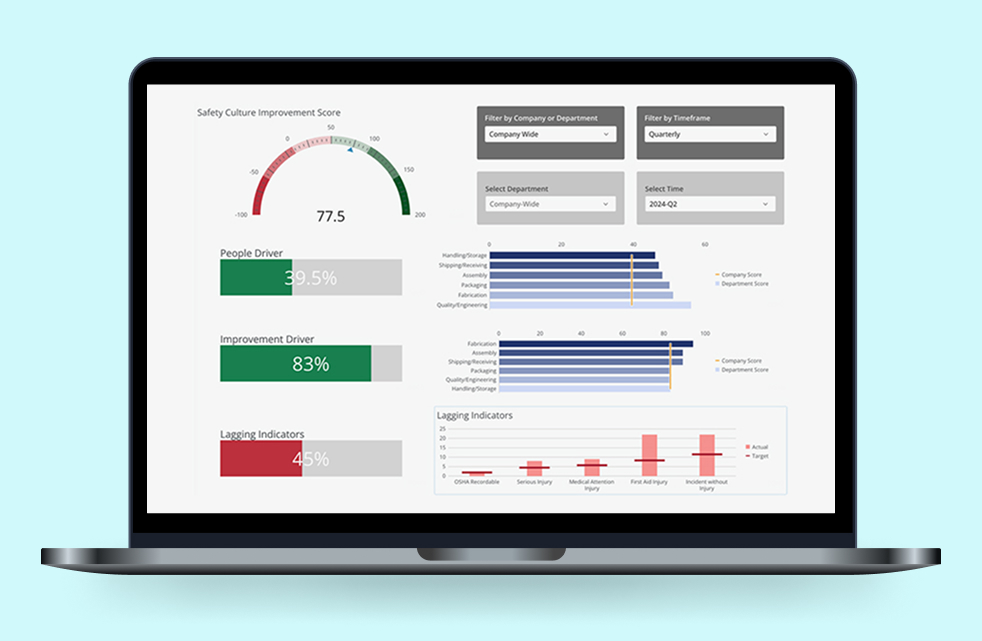 Safety Culture Improvement Score
-100
-50
0
50
100
150
200
77.5
Filter by Company or Department
Company Wide
Filter by Timeframe
Quarterly
Select Department
Company-Wide
Select Time
2024-Q2
People Driver
39.5%
0 20 40 60
Handling/Storage
Shipping/Receiving
Assembly
Packaging
Fabrication
Quality/Engineering
Company Score
Department Score
Improvement Driver
83%
0 20 40 60 80 100
Fabrication
Assembly
Shipping/Receiving
Packaging
Quality/Engineering
Handling/Storage
Company Score
Department Score
Lagging Indicators
45%
Lagging Indicators
25
20
15
10
5
0
OSHA Recordable
Serious Injury
Medical Attention
Injury
First Aid Injury
Incident without
Injury
Actual
Target